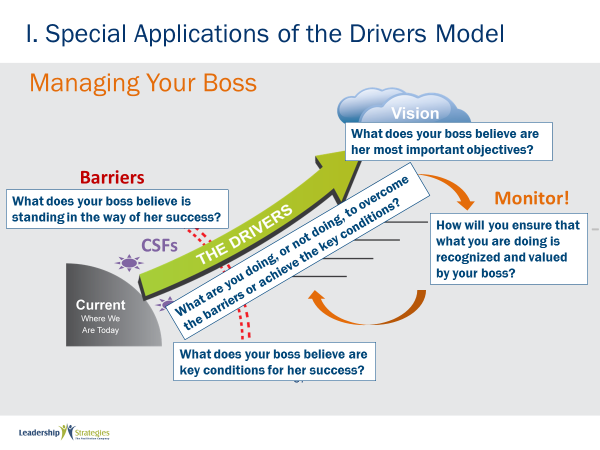 I. Special Applications of the Drivers Model
Managing Your Boss
Vision
What does your boss believe are
her most important objectives?
Barriers
What does your boss believe is
standing in the way of her success?
Monitor!
How will you ensure that
what you are doing is
recognized and valued
by your boss?
CSFs
THE DRIVERS
What are you doing, or not doing, to overcome
the barriers or achieve the key conditions?
Current
Where We
Are Today
What does your boss believe are
key conditions for her success?
Leadership Strategies
The Facilitation Company